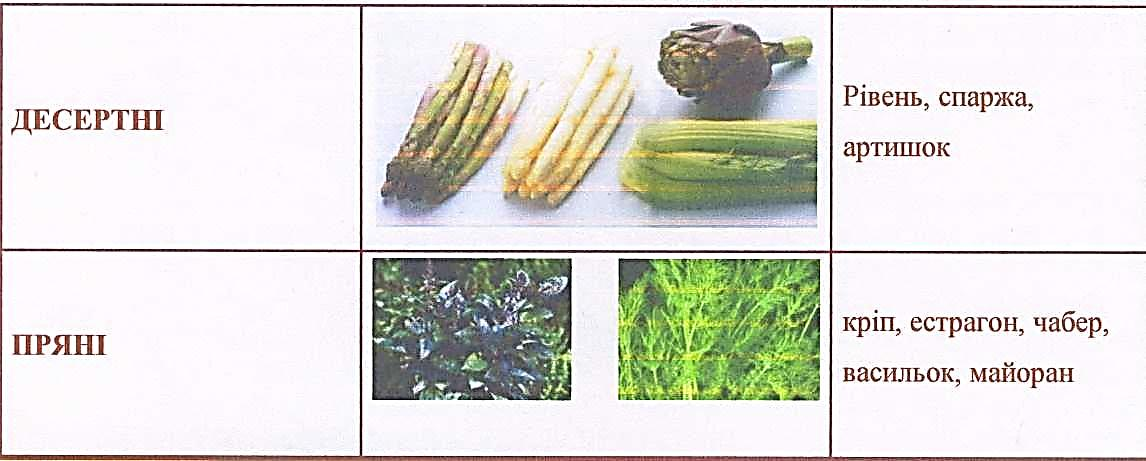 ДЕСЕРТНІ
Рівень, спаржа,
артишок
ПРЯНІ
кріп, естрагон, чабер,
васильок, майоран